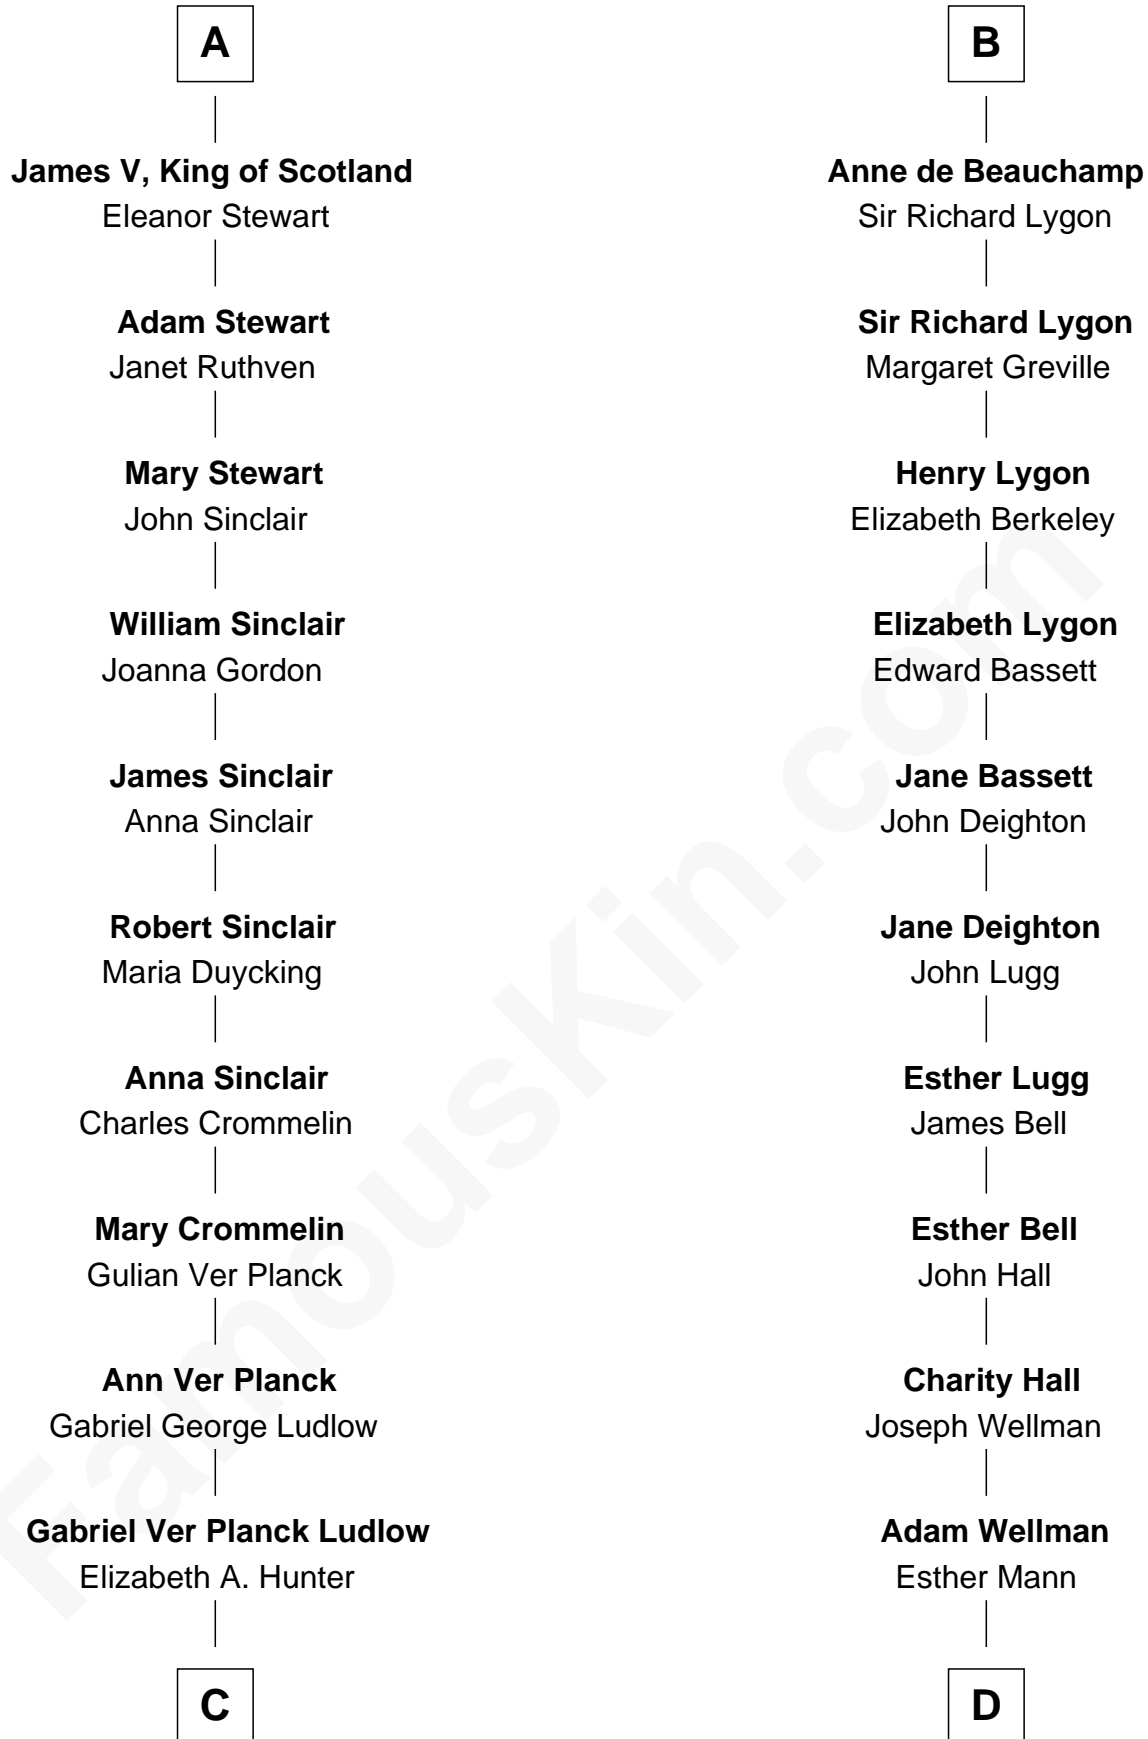 A
James V, King of Scotland
Eleanor Stewart
Adam Stewart
Janet Ruthven
Mary Stewart
John Sinclair
William Sinclair
Joanna Gordon
James Sinclair
Anna Sinclair
Robert Sinclair
Maria Duycking
Anna Sinclair
Charles Crommelin
Mary Crommelin
Gulian Ver Planck
Ann Ver Planck
Gabriel George Ludlow
Gabriel Ver Planck Ludlow
Elizabeth A. Hunter
C
B
Anne de Beauchamp
Sir Richard Lygon
Sir Richard Lygon
Margaret Greville
Henry Lygon
Elizabeth Berkeley
Elizabeth Lygon
Edward Bassett
Jane Bassett
John Deighton
Jane Deighton
John Lugg
Esther Lugg
James Bell
Esther Bell
John Hall
Charity Hall
Joseph Wellman
Adam Wellman
Esther Mann
D
FamousKin.com